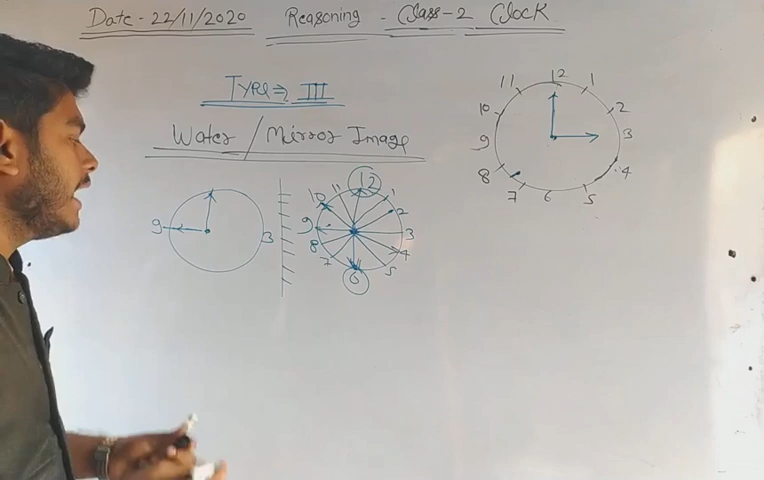 Date - 22/11/2020 Reasoning - Class-2 Clock
TYPE ⇒ III
Water / Mirror Image
9 3
12 1 2 3 4 5 6 7 8 9 10 11
12 1 2 3 4 5 6 7 8 9 10 11